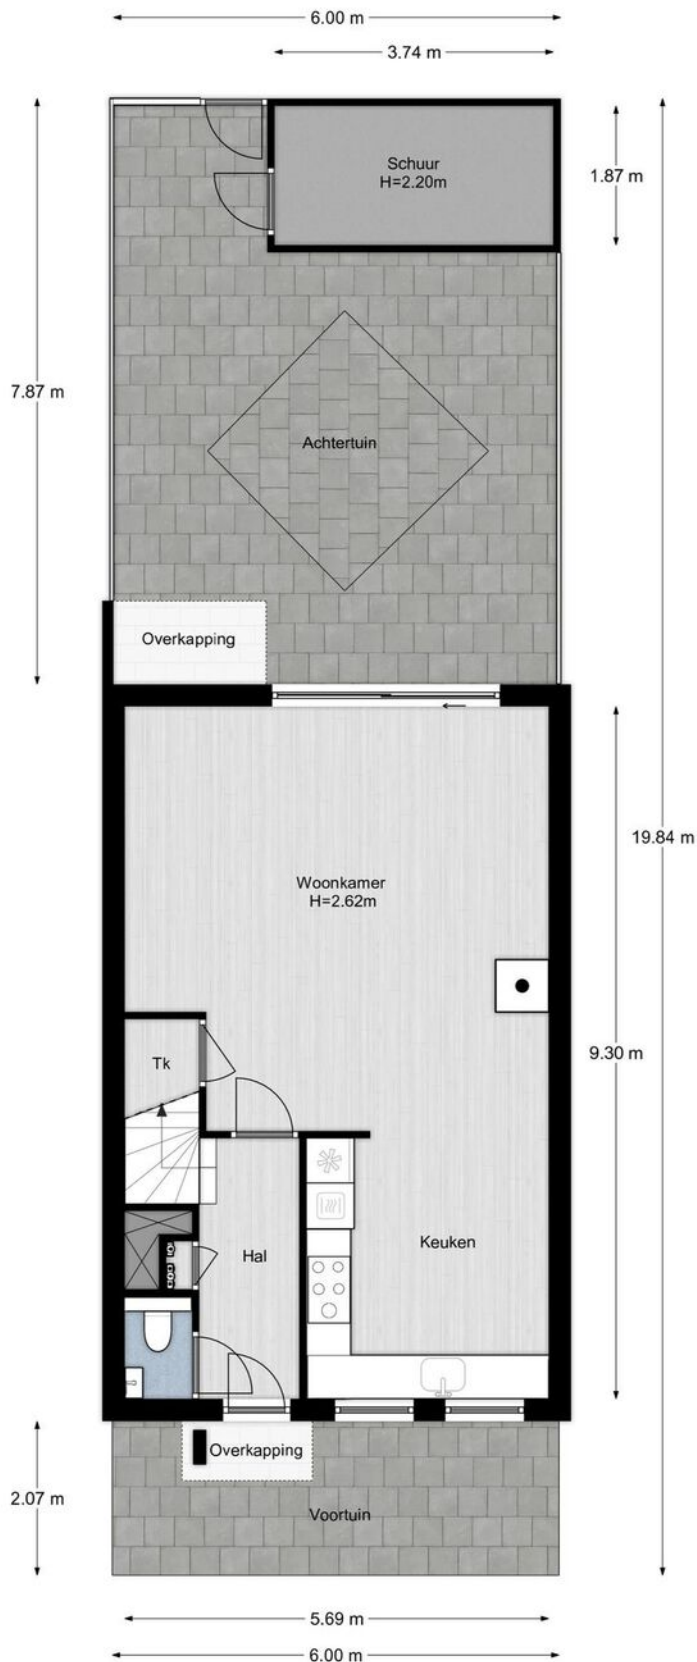 6.00 m
3.74 m
Schuur
H=2.20m
1.87 m
7.87 m
Achtertuin
Overkapping
19.84 m
Woonkamer
H=2.62m
9.30 m
Tk
Keuken
Hal
Overkapping
2.07 m
Voortuin
5.69 m
6.00 m